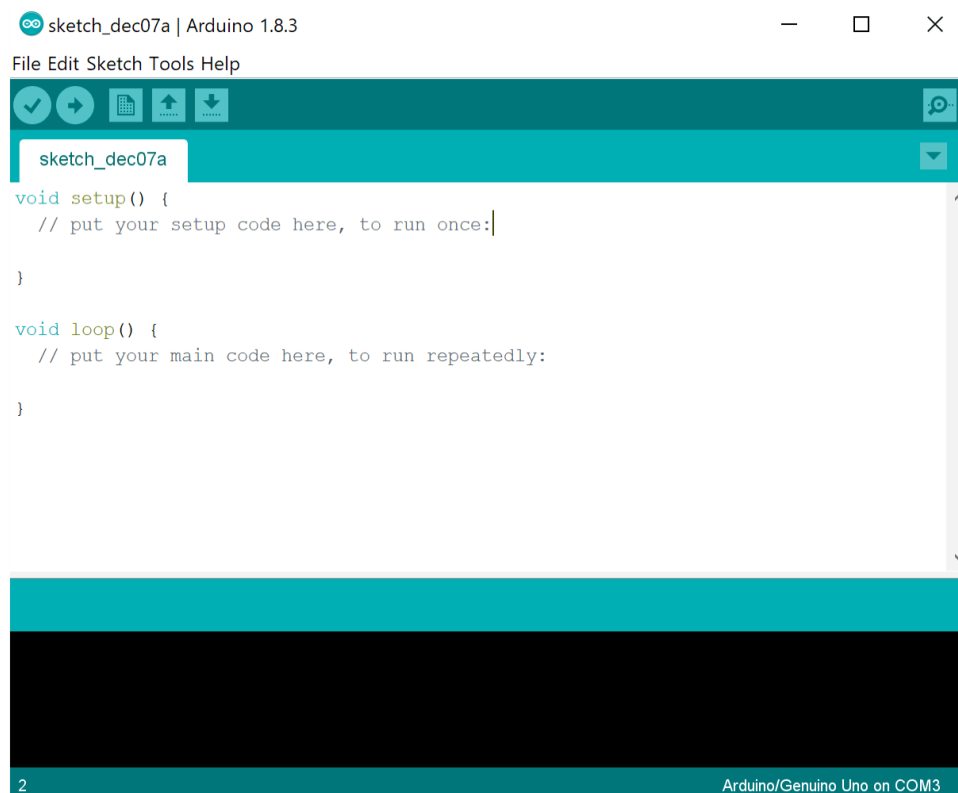 sketch_dec07a | Arduino 1.8.3
File Edit Sketch Tools Help
sketch_dec07a
void setup() {
  // put your setup code here, to run once:
}
void loop() {
  // put your main code here, to run repeatedly:
}
2
Arduino/Genuino Uno on COM3